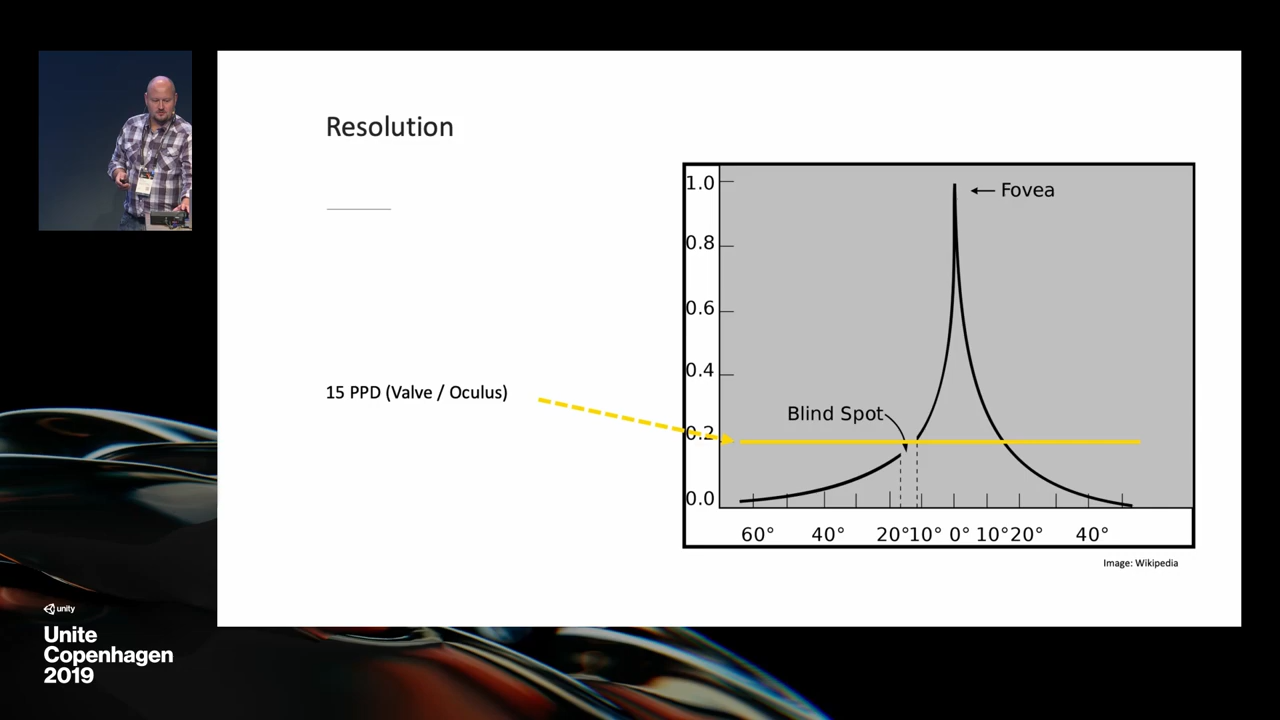 Resolution
1.0
Fovea
0.8
0.6
0.4
15 PPD (Valve / Oculus)
Blind Spot
0.2
0.0
60° 40° 20° 10° 0° 10° 20° 40°
Image: Wikipedia
unity
Unite
Copenhagen
2019